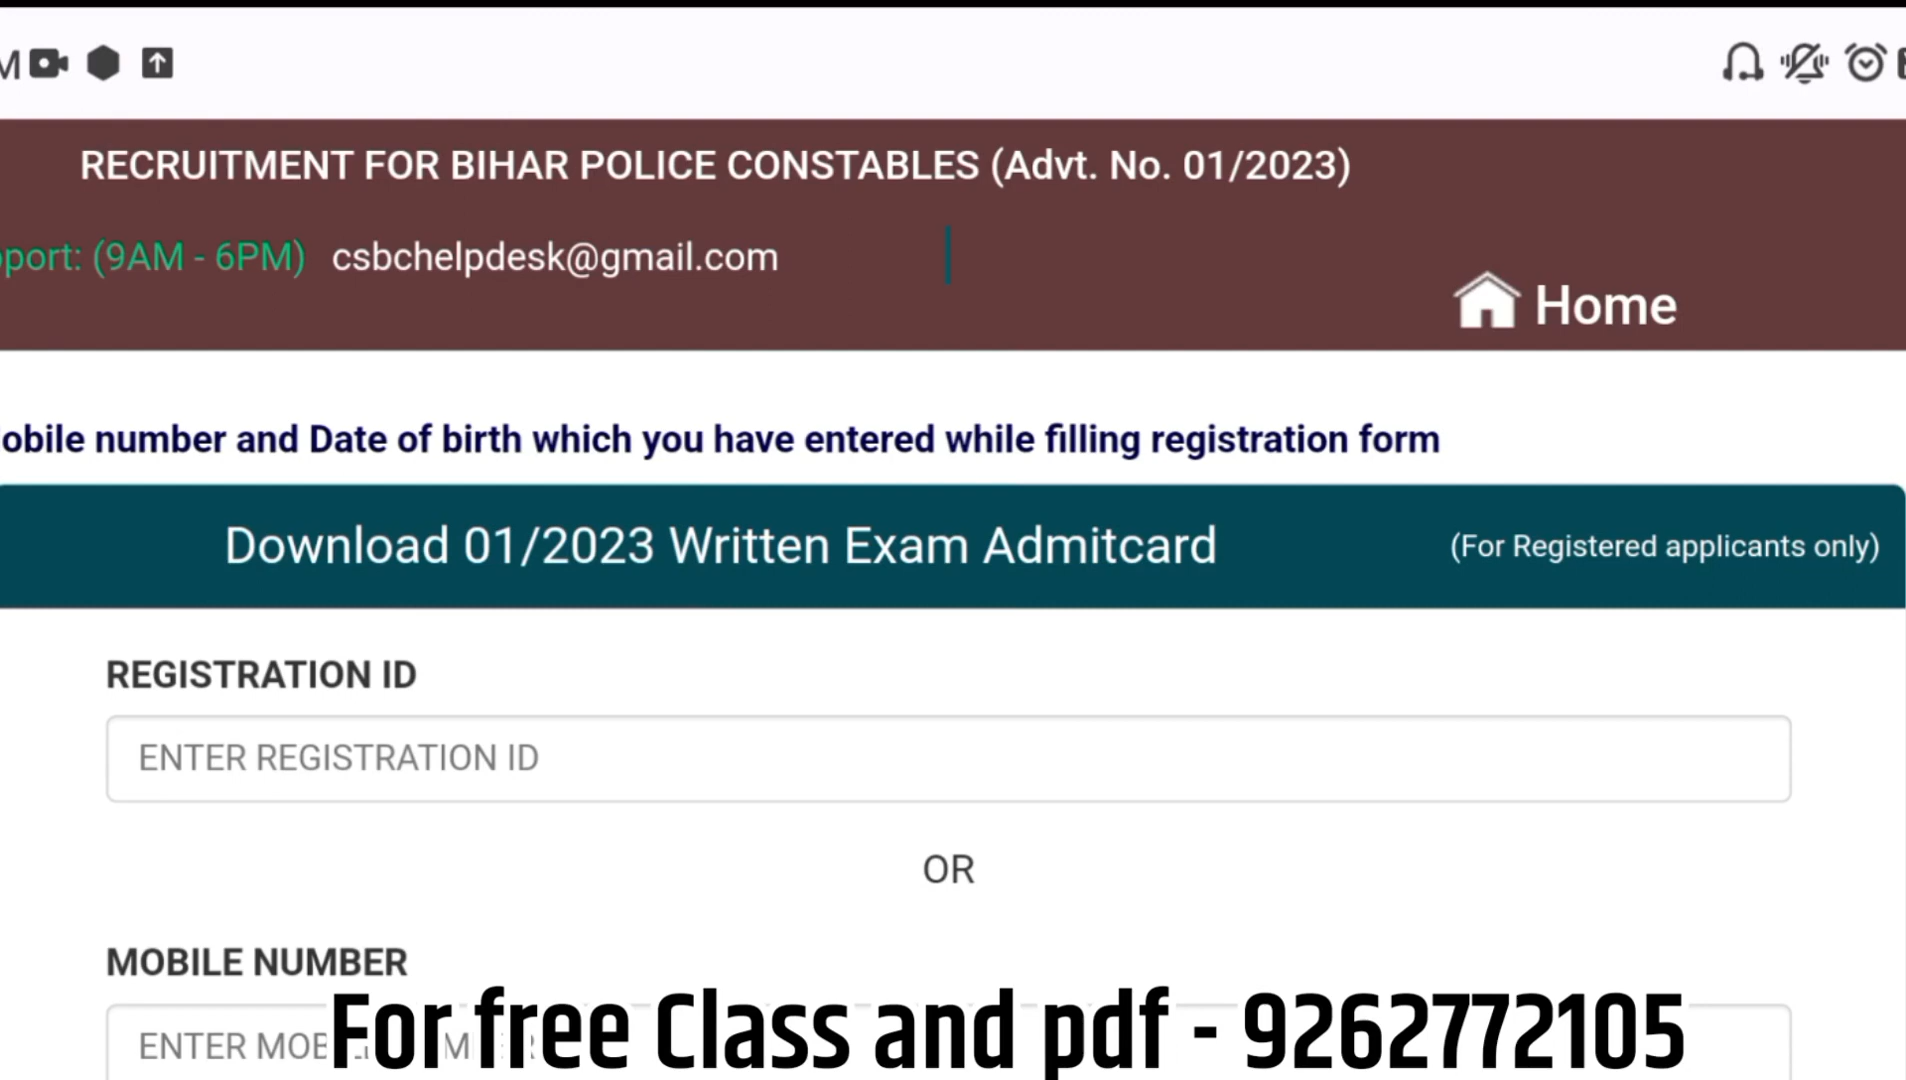 M
RECRUITMENT FOR BIHAR POLICE CONSTABLES (Advt. No. 01/2023)
pport: (9AM - 6PM) csbchelpdesk@gmail.com
Home
obile number and Date of birth which you have entered while filling registration form
Download 01/2023 Written Exam Admitcard (For Registered applicants only)
REGISTRATION ID
ENTER REGISTRATION ID
OR
MOBILE NUMBER
ENTER
For free Class and pdf - 9262772105